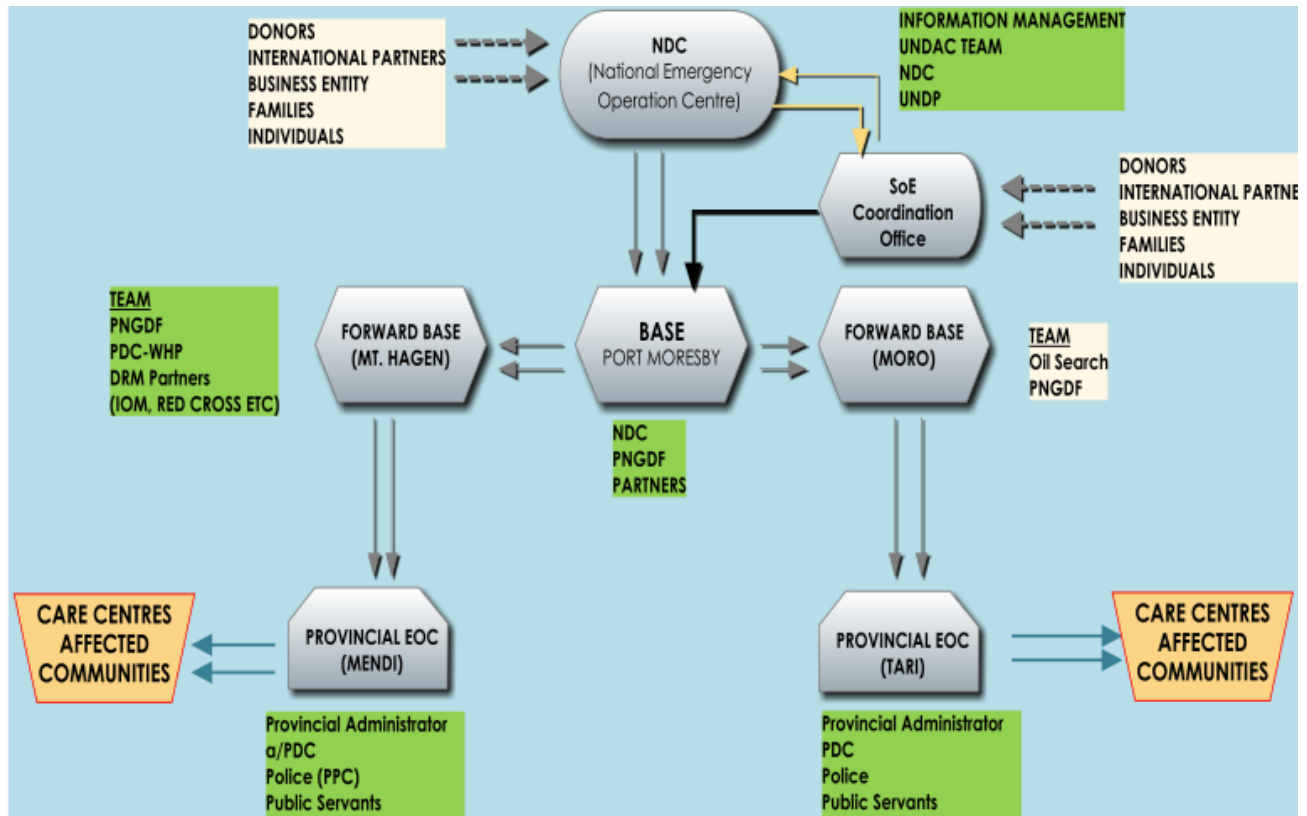 DONORS
INTERNATIONAL PARTNERS
BUSINESS ENTITY
FAMILIES
INDIVIDUALS
NDC
(National Emergency
Operation Centre)
INFORMATION MANAGEMENT
UNDAC TEAM
NDC
UNDP
SoE
Coordination
Office
DONORS
INTERNATIONAL PARTNE
BUSINESS ENTITY
FAMILIES
INDIVIDUALS
TEAM
PNGDF
PDC-WHP
DRM Partners
(IOM, RED CROSS ETC)
FORWARD BASE
(MT. HAGEN)
BASE
PORT MORESBY
FORWARD BASE
(MORO)
TEAM
Oil Search
PNGDF
NDC
PNGDF
PARTNERS
CARE CENTRES
AFFECTED
COMMUNITIES
PROVINCIAL EOC
(MENDI)
PROVINCIAL EOC
(TARI)
CARE CENTRES
AFFECTED
COMMUNITIES
Provincial Administrator
a/PDC
Police (PPC)
Public Servants
Provincial Administrator
PDC
Police
Public Servants